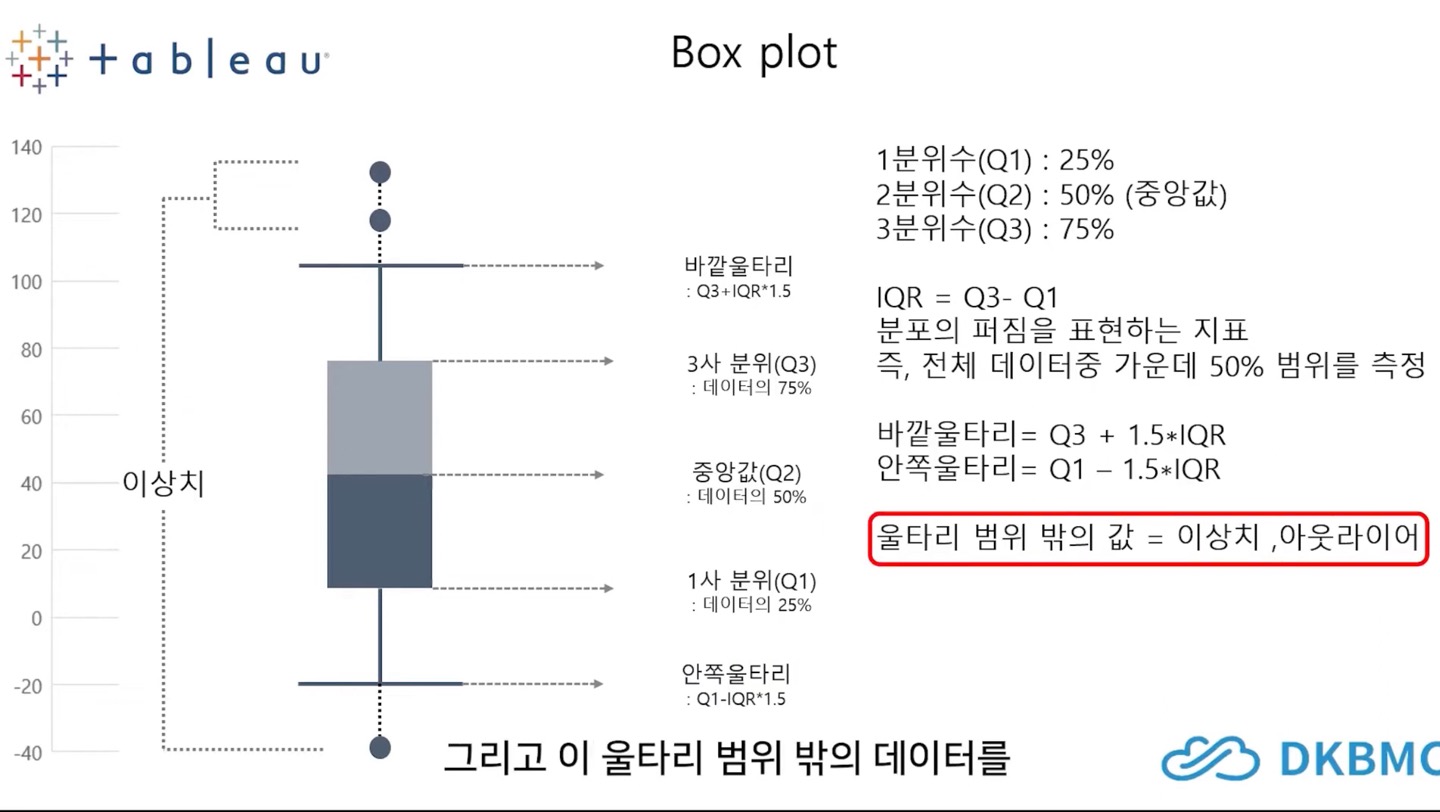 +ableau
Box plot
140
120
100
80
60
40
20
0
-20
-40
이상치
바깥울타리
: Q3+IQR*1.5
3사 분위(Q3)
: 데이터의 75%
중앙값(Q2)
: 데이터의 50%
1사 분위(Q1)
: 데이터의 25%
안쪽울타리
: Q1-IQR*1.5
1분위수(Q1) : 25%
2분위수(Q2) : 50% (중앙값)
3분위수(Q3) : 75%
IQR = Q3- Q1
분포의 퍼짐을 표현하는 지표
즉, 전체 데이터중 가운데 50% 범위를 측정
바깥울타리= Q3 + 1.5*IQR
안쪽울타리= Q1 – 1.5*IQR
울타리 범위 밖의 값 = 이상치 ,아웃라이어
그리고 이 울타리 범위 밖의 데이터를
DKBMC